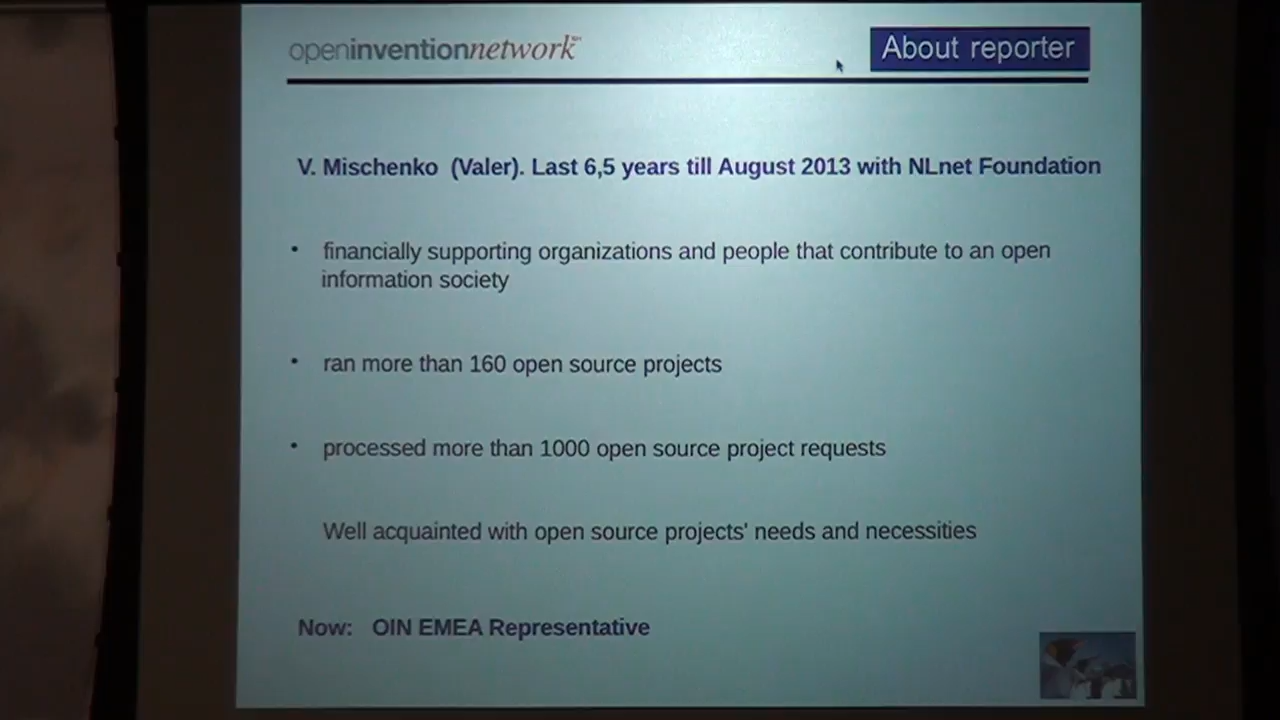 openinventionnetwork
About reporter
V. Mischenko (Valer). Last 6,5 years till August 2013 with NLnet Foundation
• financially supporting organizations and people that contribute to an open
information society
• ran more than 160 open source projects
• processed more than 1000 open source project requests
Well acquainted with open source projects' needs and necessities
Now: OIN EMEA Representative